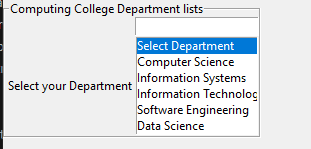 Computing College Department lists
Select Department
Computer Science
Information Systems
Information Technolog
Select your Department
Software Engineering
Data Science